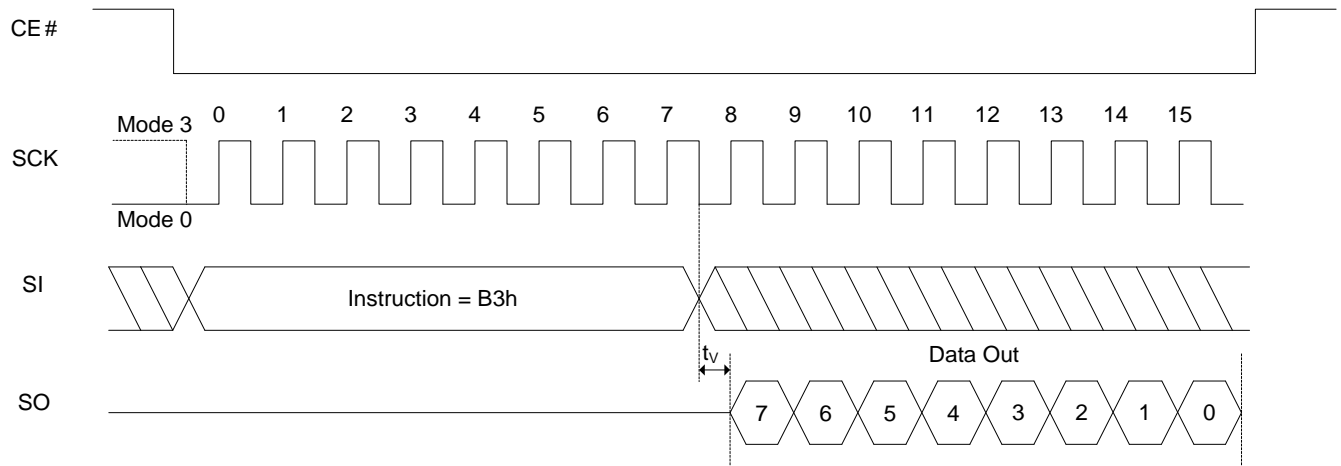 CE#
0 1 2 3 4 5 6 7 8 9 10 11 12 13 14 15
Mode 3
SCK
Mode 0
SI
Instruction = B3h
tV
Data Out
SO
7 6 5 4 3 2 1 0